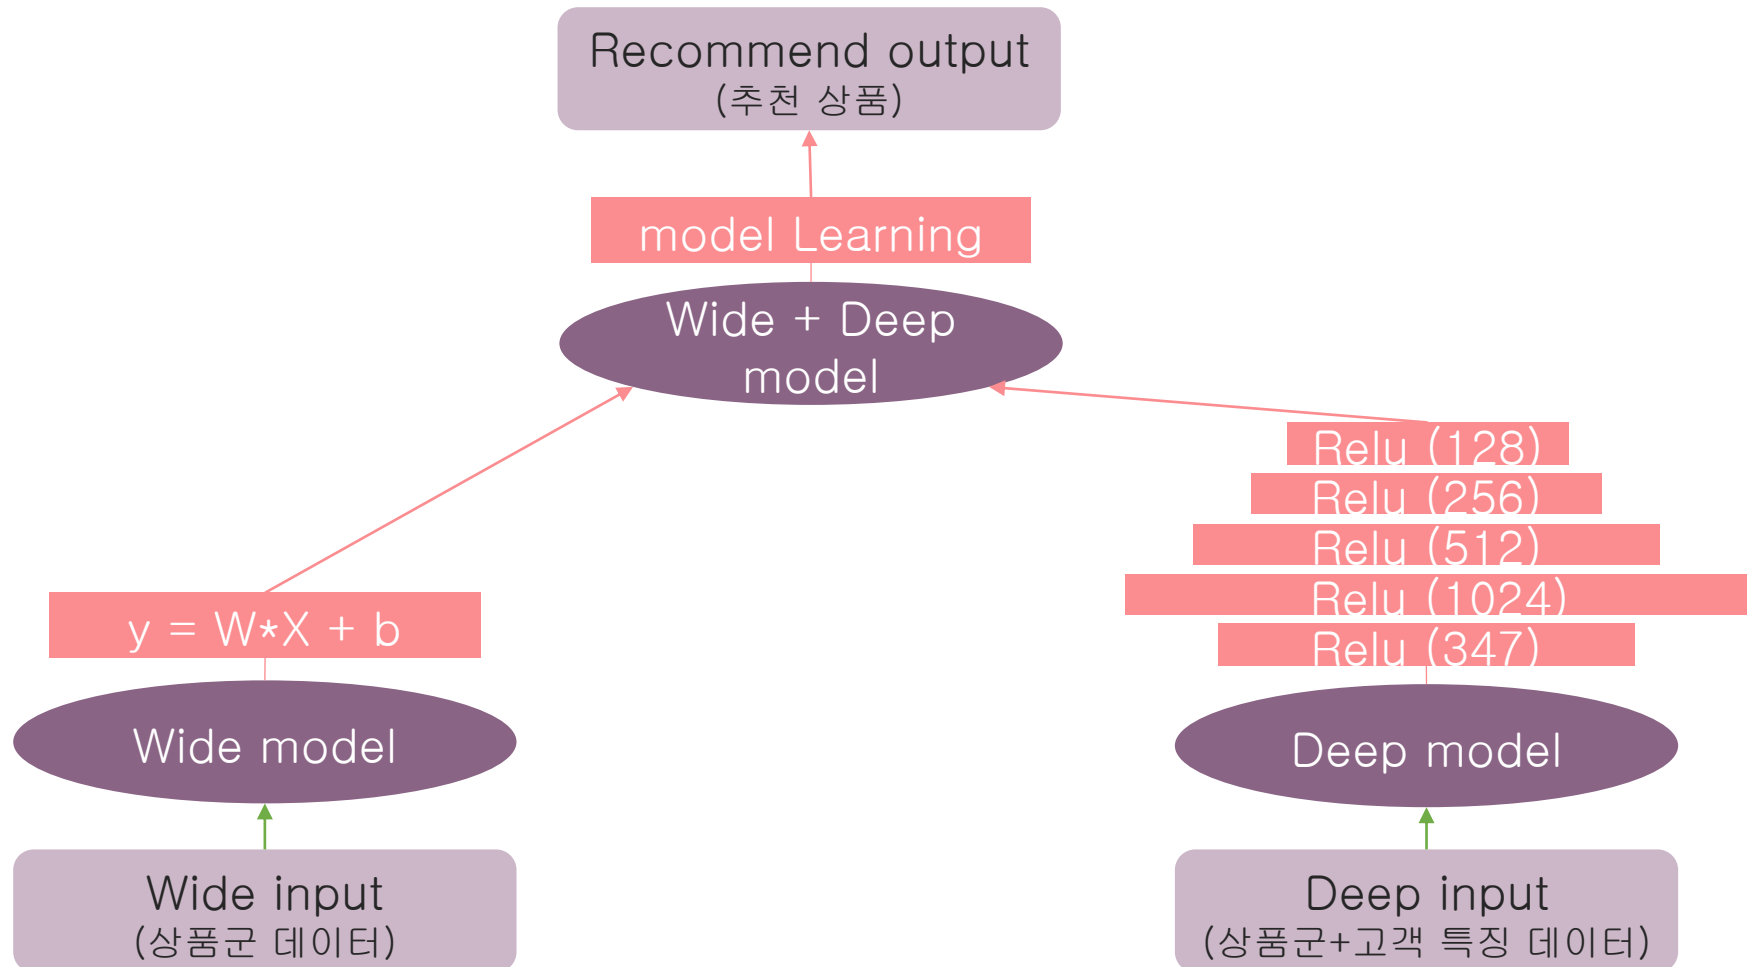 Recommend output
(추천 상품)
model Learning
Wide + Deep
model
Relu (128)
Relu (256)
Relu (512)
Relu (1024)
Relu (347)
y = W*X + b
Wide model
Deep model
Wide input
(상품군 데이터)
Deep input
(상품군+고객 특징 데이터)